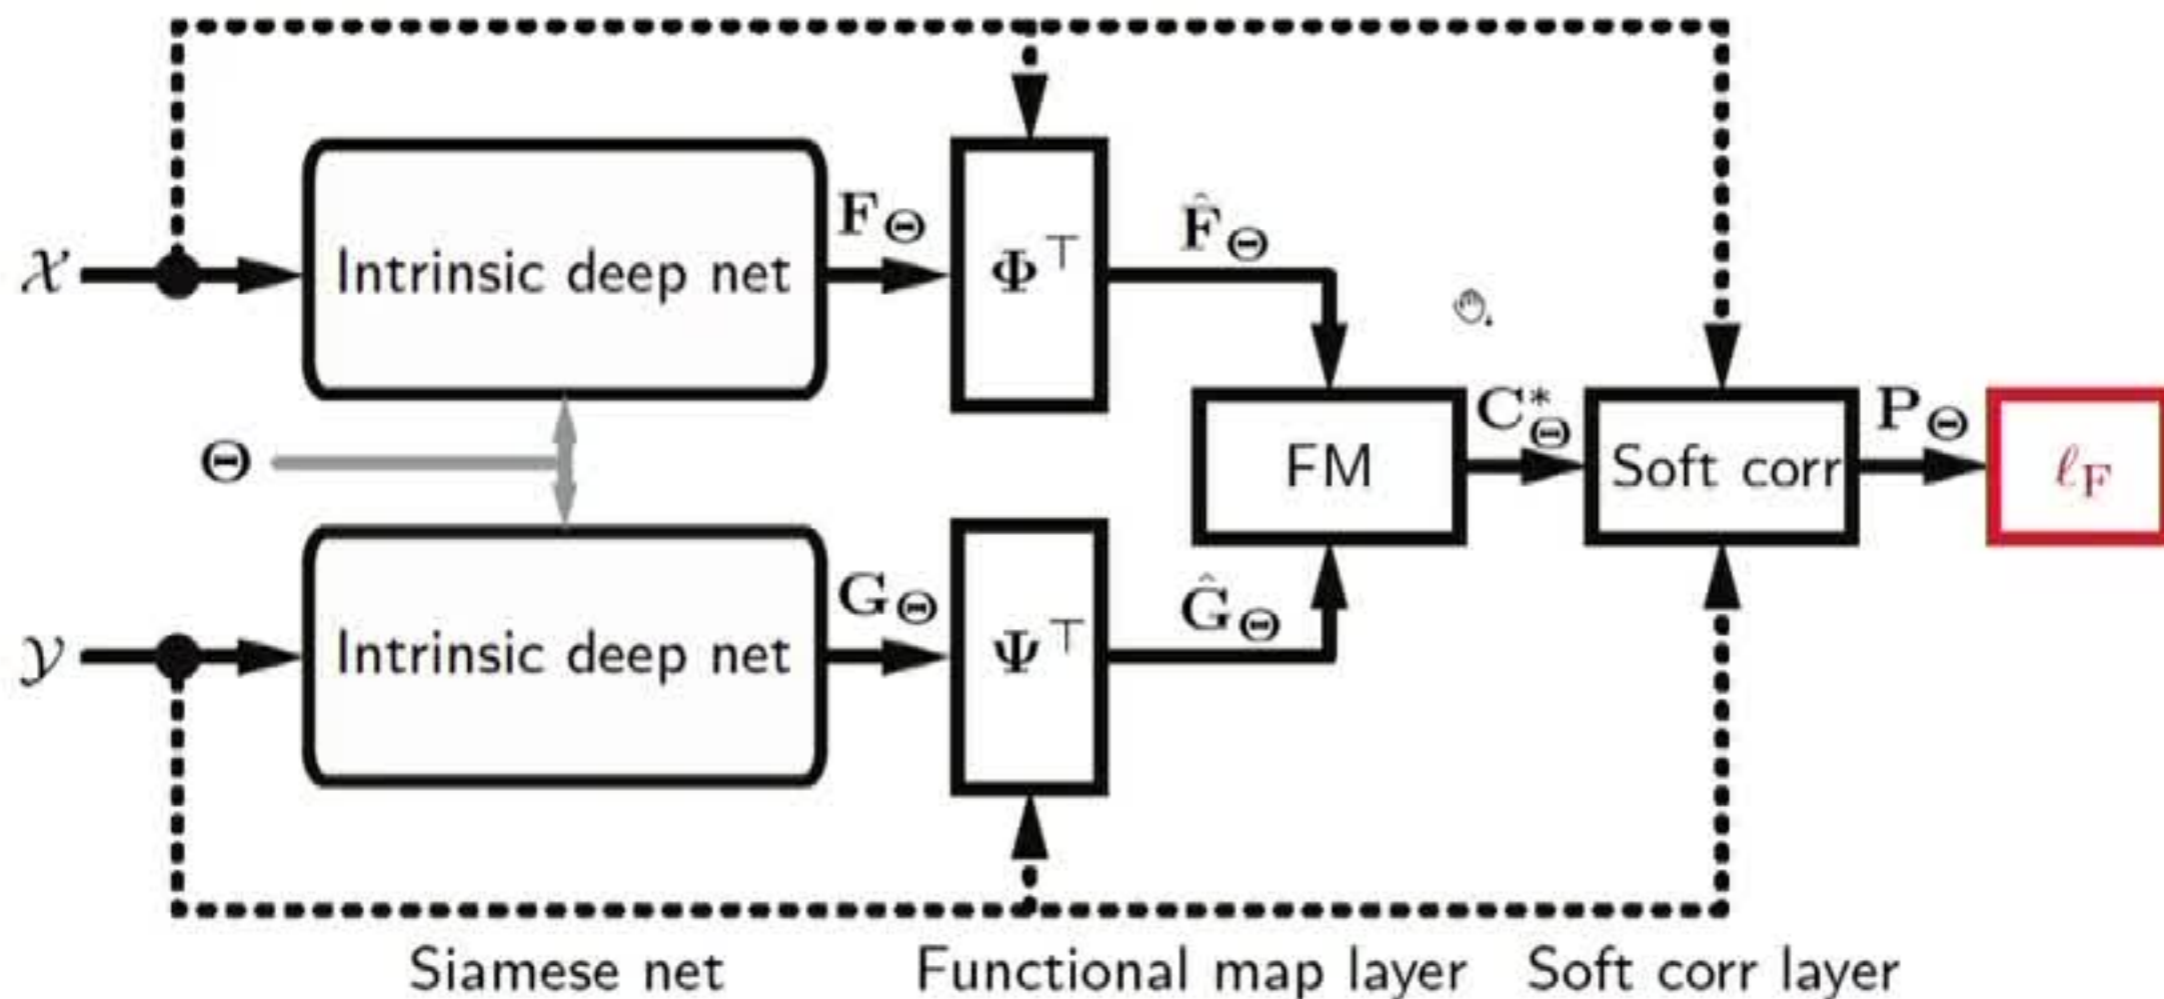 𝒳
Intrinsic deep net
F_Θ
Φ^⊤
F̂_Θ
Θ
FM
C*_Θ
Soft corr
P_Θ
ℓ_F
𝒴
Intrinsic deep net
G_Θ
Ψ^⊤
Ĝ_Θ
Siamese net
Functional map layer
Soft corr layer